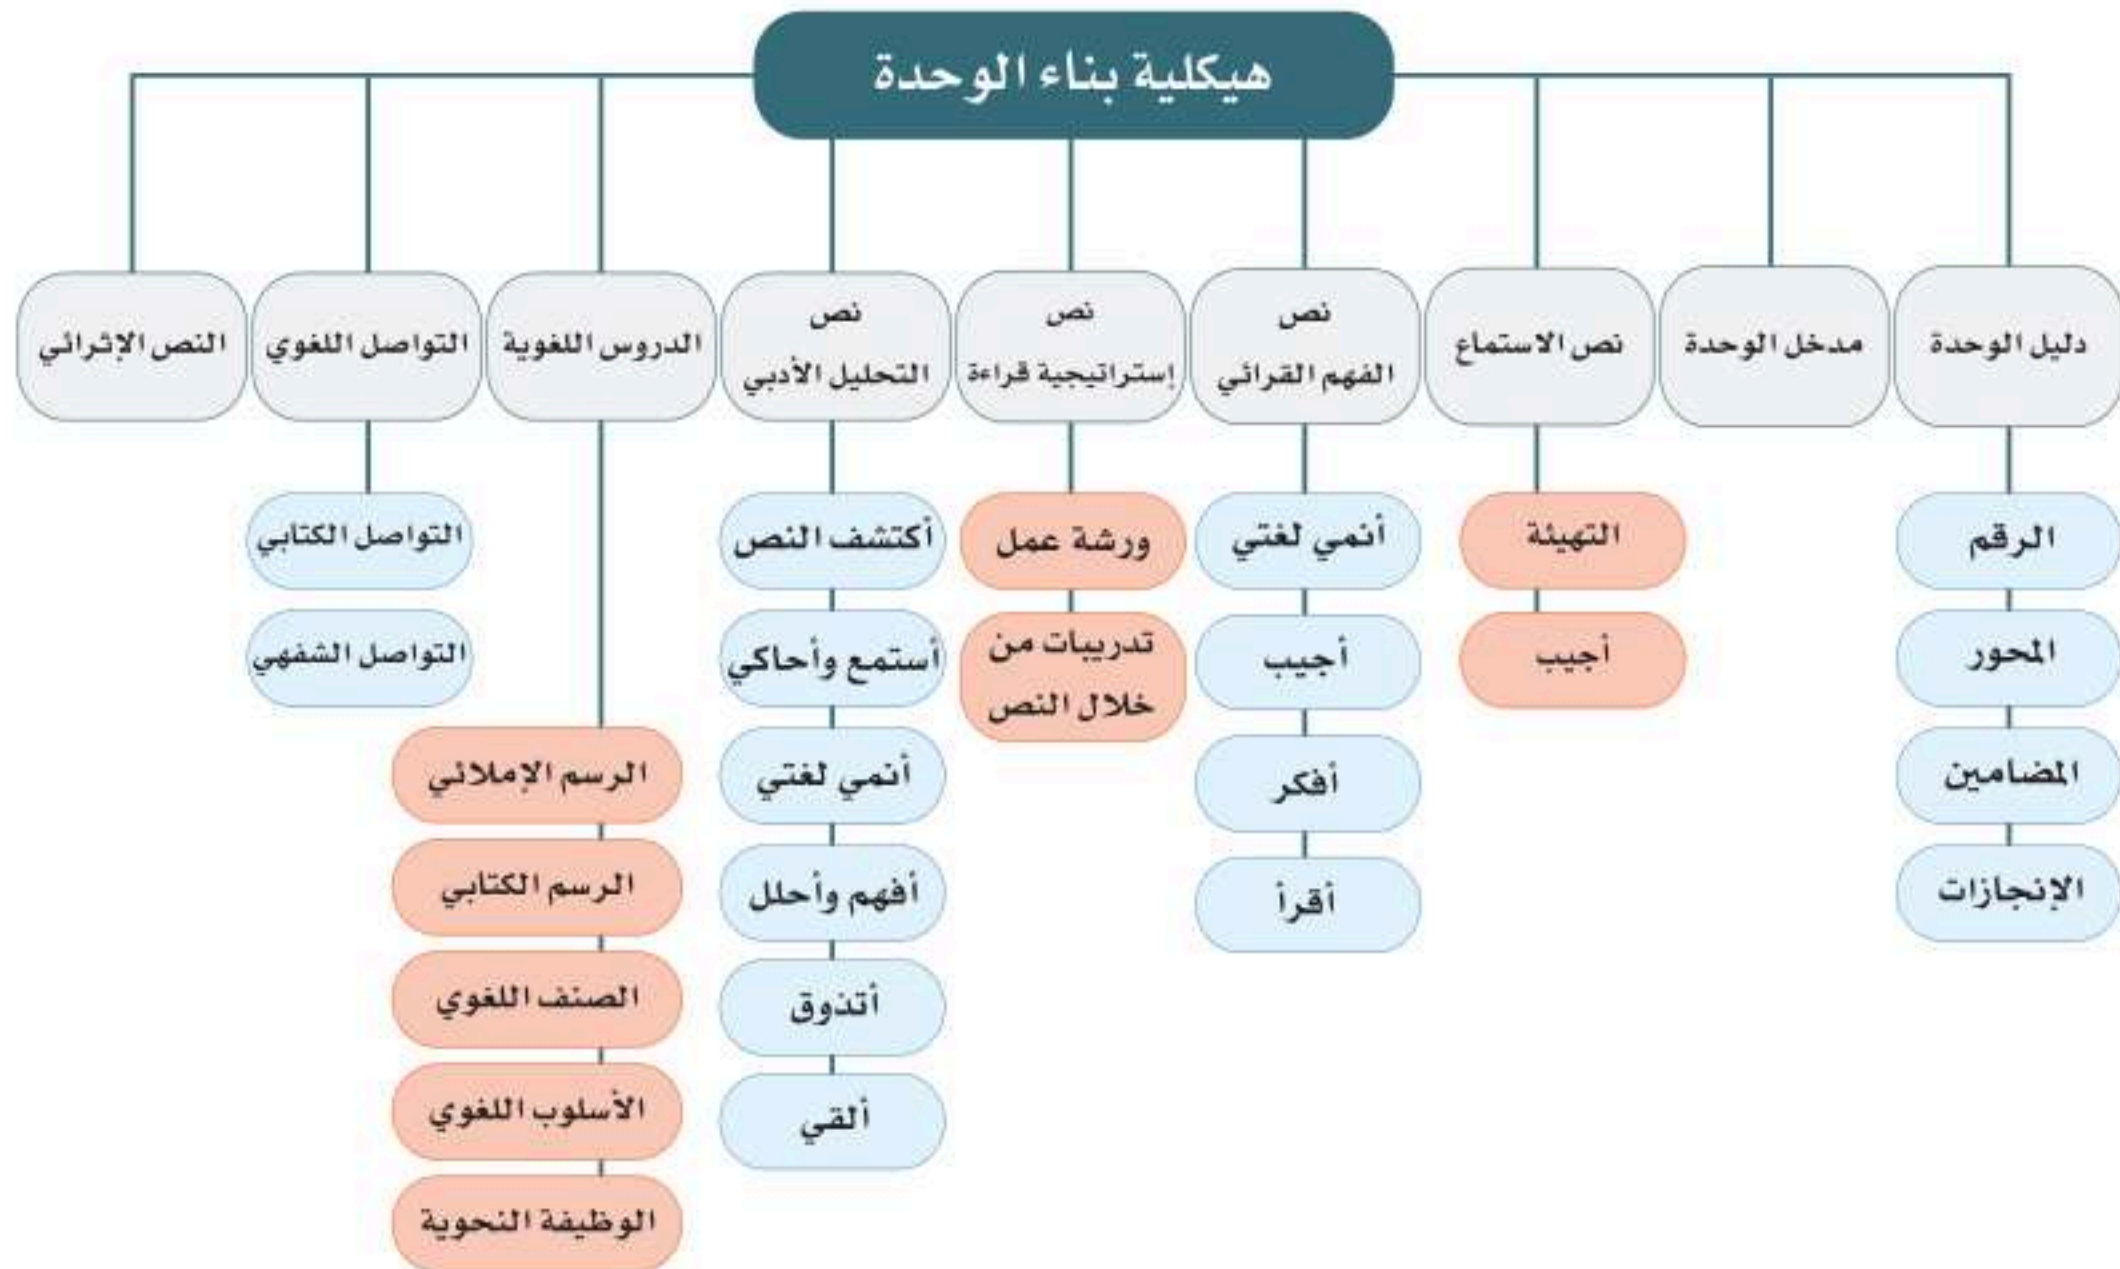 هيكلية بناء الوحدة
دليل الوحدة
الرقم
المحور
المضامين
الإنجازات
مدخل الوحدة
نص الاستماع
التهيئة
أجيب
نص
الفهم القرائي
أنمي لغتي
أجيب
أفكر
أقرأ
نص
إستراتيجية قراءة
ورشة عمل
تدريبات من
خلال النص
نص
التحليل الأدبي
أكتشف النص
أستمع وأحاكي
أنمي لغتي
أفهم وأحلل
أتذوق
ألقي
الدروس اللغوية
الرسم الإملائي
الرسم الكتابي
الصنف اللغوي
الأسلوب اللغوي
الوظيفة النحوية
التواصل اللغوي
التواصل الكتابي
التواصل الشفهي
النص الإثرائي